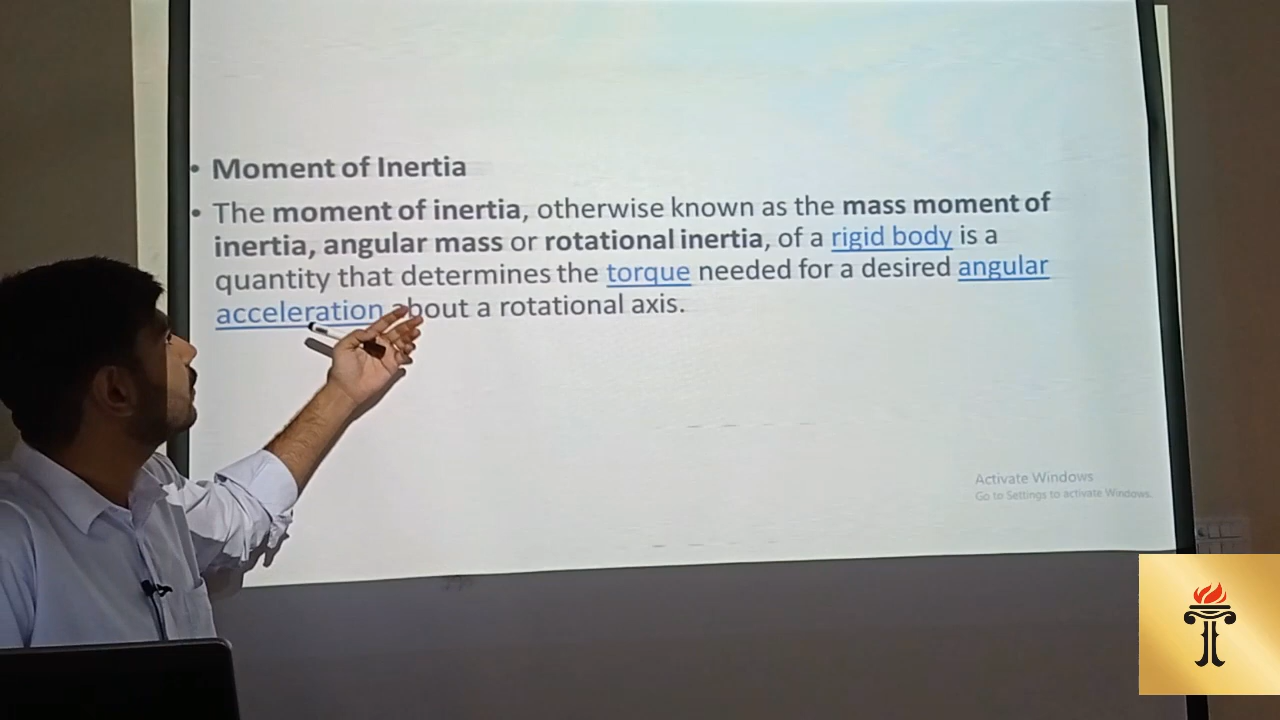 • Moment of Inertia
• The moment of inertia, otherwise known as the mass moment of
inertia, angular mass or rotational inertia, of a rigid body is a
quantity that determines the torque needed for a desired angular
acceleration about a rotational axis.
Activate Windows
Go to Settings to activate Windows.